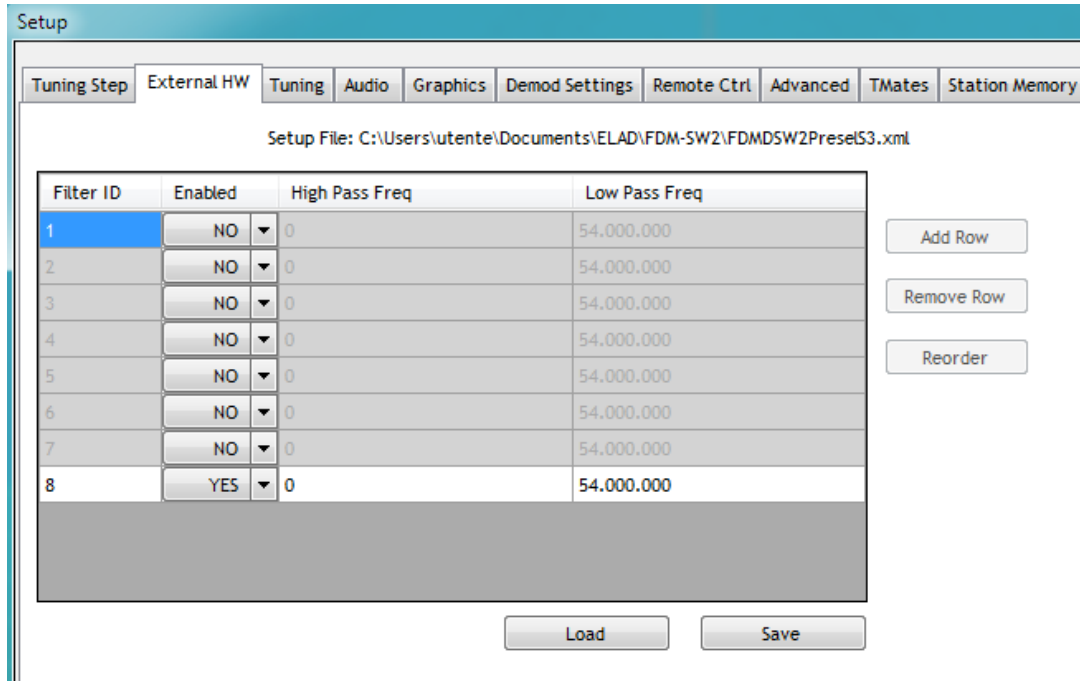 Setup
Tuning Step External HW Tuning Audio Graphics Demod Settings Remote Ctrl Advanced TMates Station Memory
Setup File: C:\Users\utente\Documents\ELAD\FDM-SW2\FDMDSW2PreselS3.xml
Filter ID Enabled High Pass Freq Low Pass Freq
1 NO 0 54.000.000
2 NO 0 54.000.000
3 NO 0 54.000.000
4 NO 0 54.000.000
5 NO 0 54.000.000
6 NO 0 54.000.000
7 NO 0 54.000.000
8 YES 0 54.000.000
Add Row
Remove Row
Reorder
Load Save